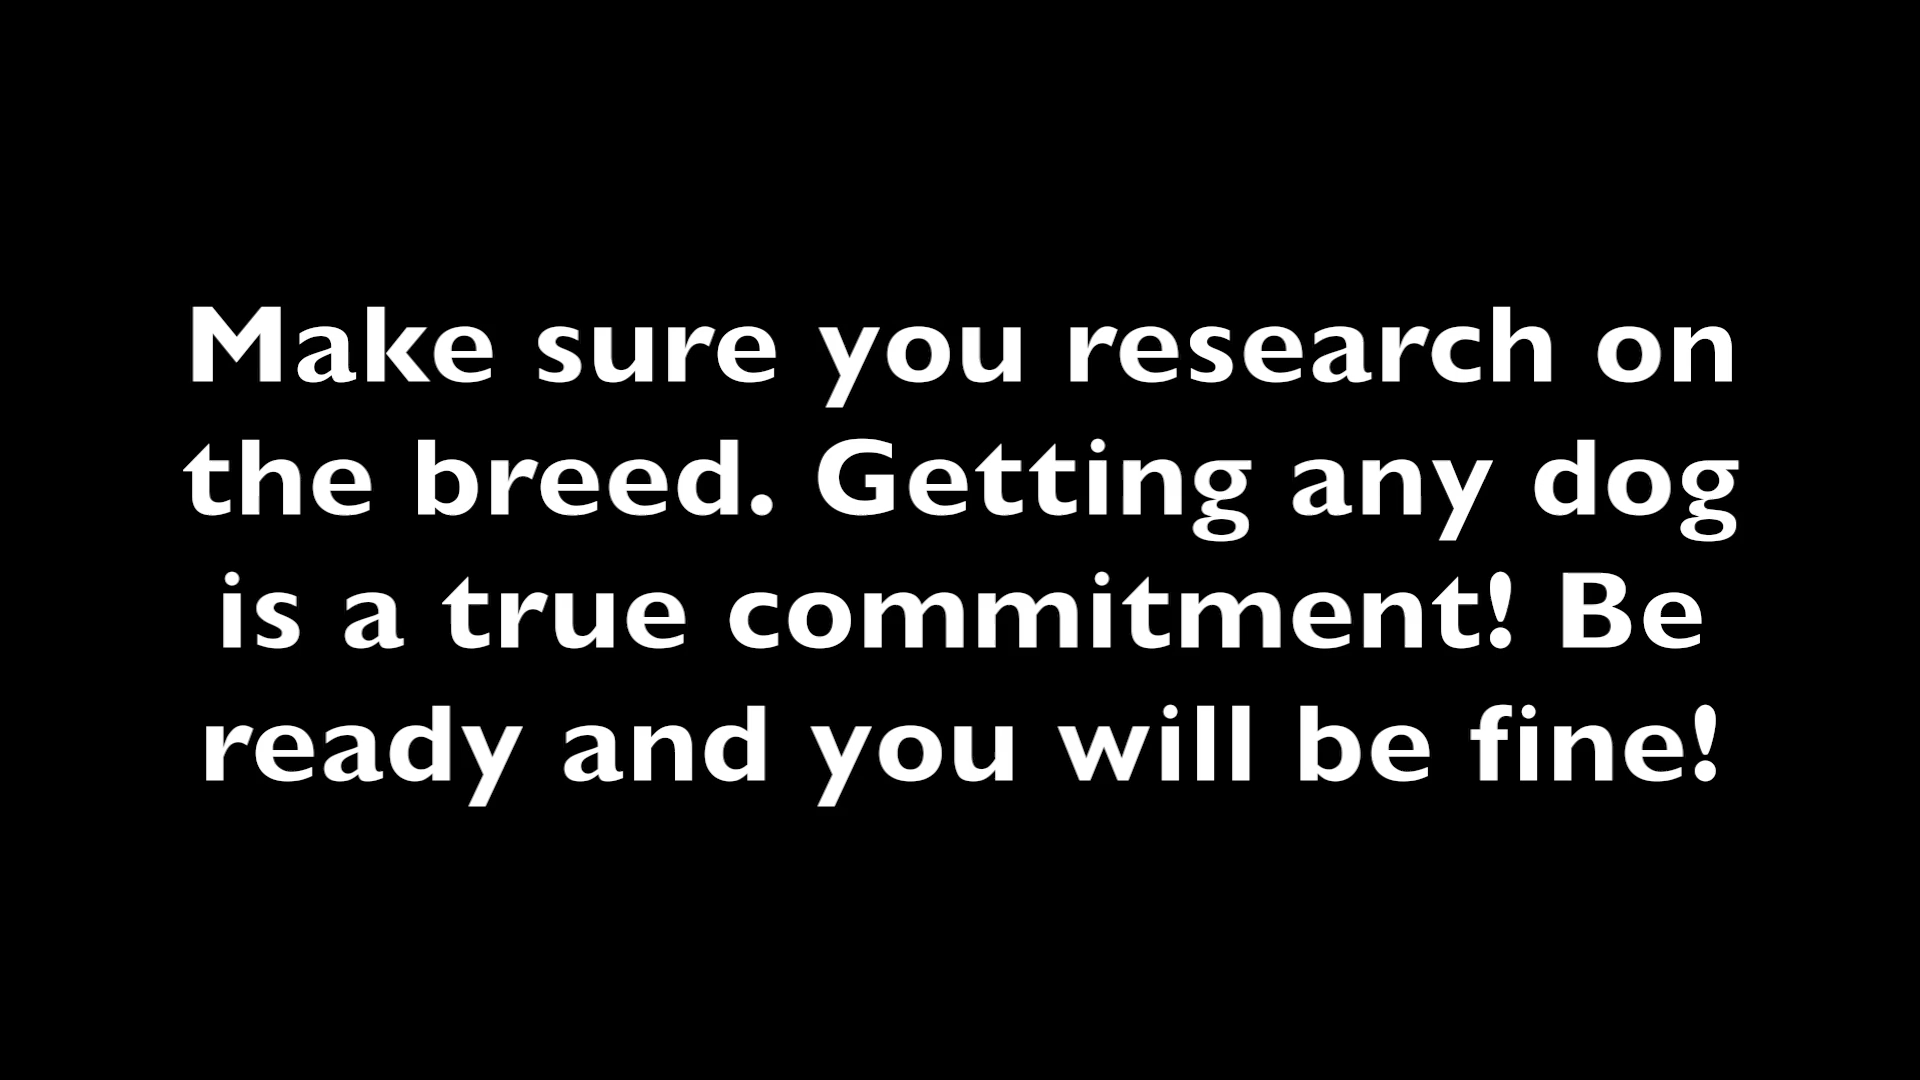 Make sure you research on
the breed. Getting any dog
is a true commitment! Be
ready and you will be fine!